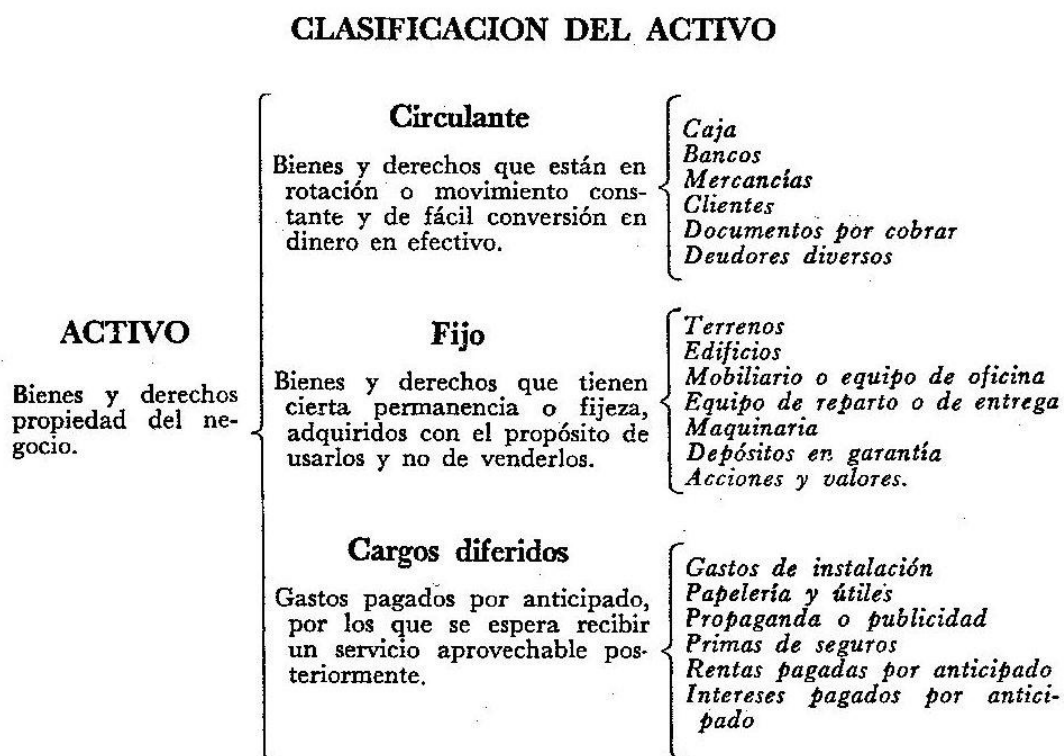 CLASIFICACION DEL ACTIVO
ACTIVO
Bienes y derechos
propiedad del ne-
gocio.
Circulante
Bienes y derechos que están en
rotación o movimiento cons-
tante y de fácil conversión en
dinero en efectivo.
Caja
Bancos
Mercancías
Clientes
Documentos por cobrar
Deudores diversos
Fijo
Bienes y derechos que tienen
cierta permanencia o fijeza,
adquiridos con el propósito de
usarlos y no de venderlos.
Terrenos
Edificios
Mobiliario o equipo de oficina
Equipo de reparto o de entrega
Maquinaria
Depósitos en garantía
Acciones y valores.
Cargos diferidos
Gastos pagados por anticipado,
por los que se espera recibir
un servicio aprovechable pos-
teriormente.
Gastos de instalación
Papelería y útiles
Propaganda o publicidad
Primas de seguros
Rentas pagadas por anticipado
Intereses pagados por antici-
pado